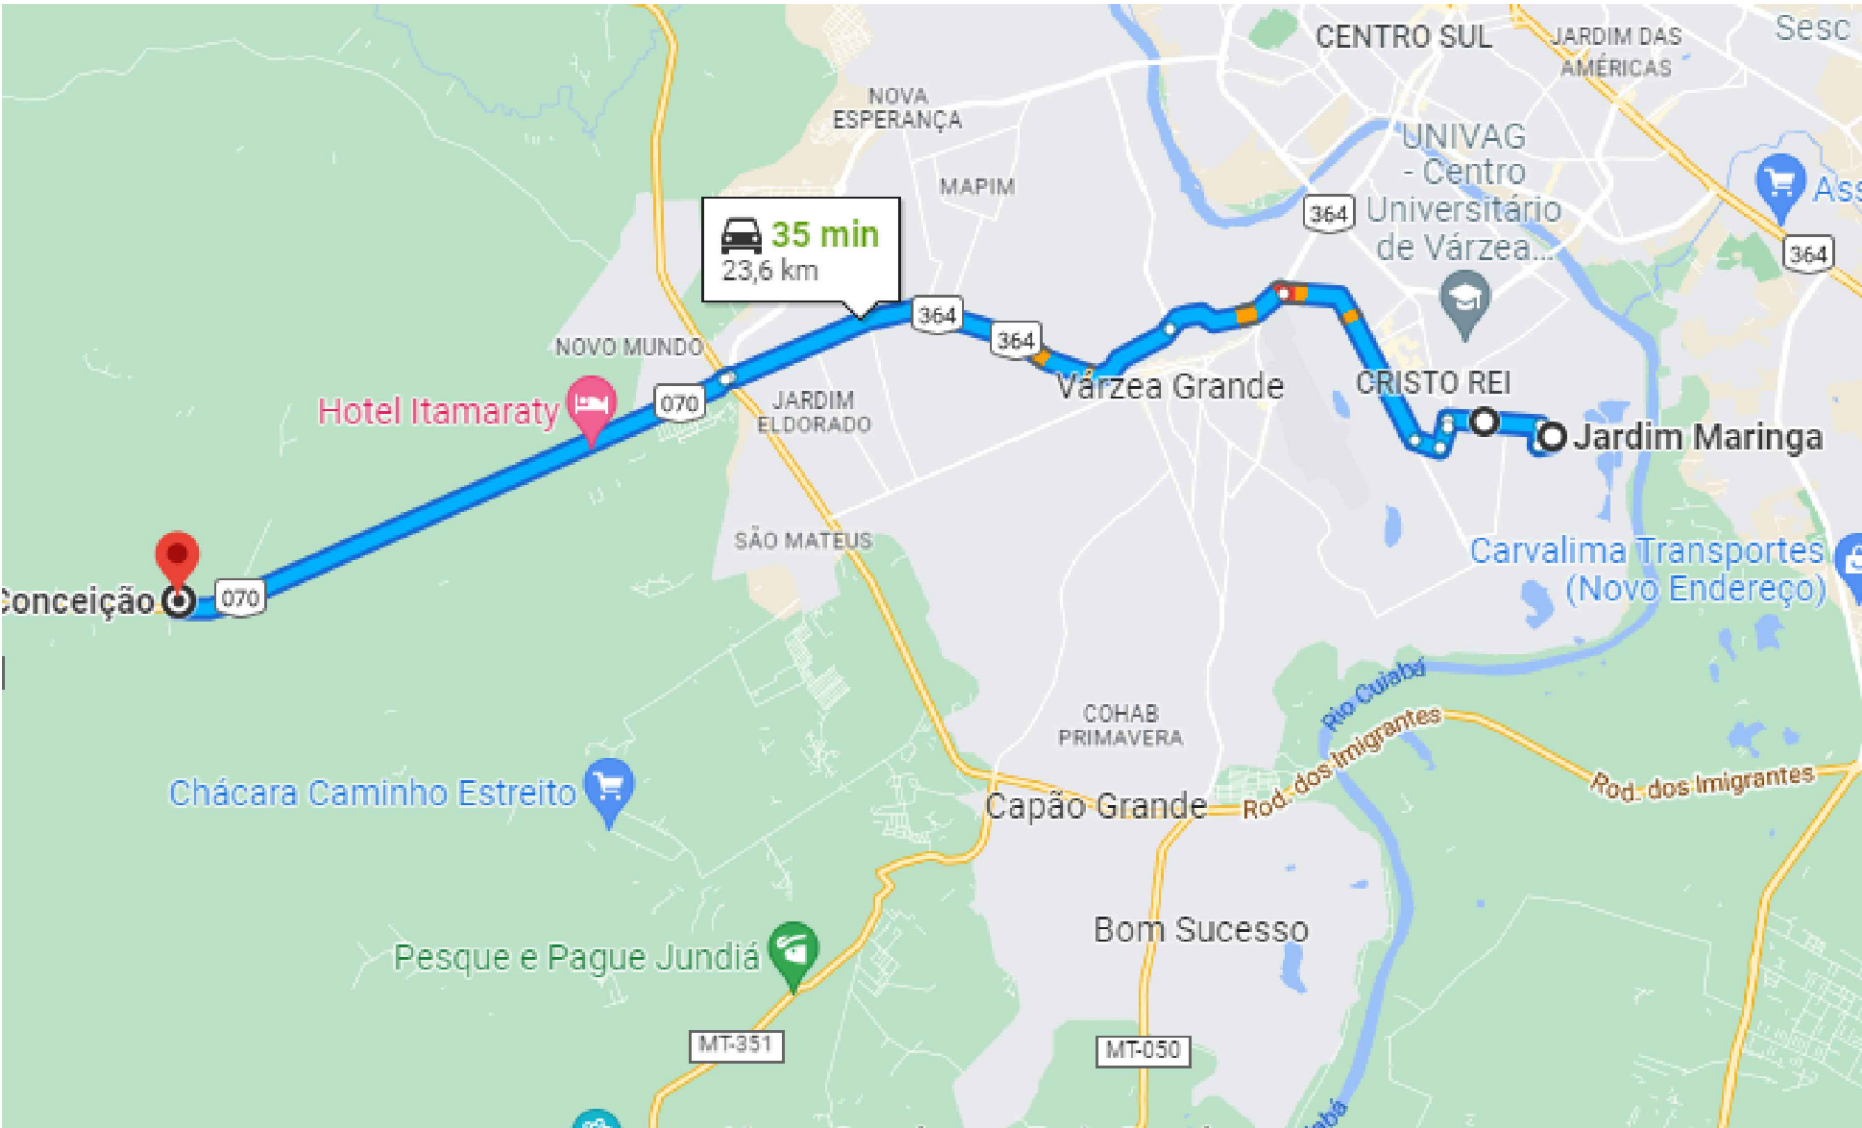 CENTRO SUL
JARDIM DAS
AMÉRICAS
Sesc
NOVA
ESPERANÇA
MAPIM
UNIVAG
- Centro
Universitário
de Várzea...
364
Ass
364
35 min
23,6 km
364
364
NOVO MUNDO
070
Hotel Itamaraty
JARDIM
ELDORADO
Várzea Grande
CRISTO REI
Jardim Maringa
SÃO MATEUS
Conceição
070
Carvalima Transportes
(Novo Endereço)
Rio Cuiabá
COHAB
PRIMAVERA
Rod. dos Imigrantes
Rod. dos Imigrantes
Chácara Caminho Estreito
Capão Grande
Bom Sucesso
Pesque e Pague Jundiá
MT-351
MT-050
abá